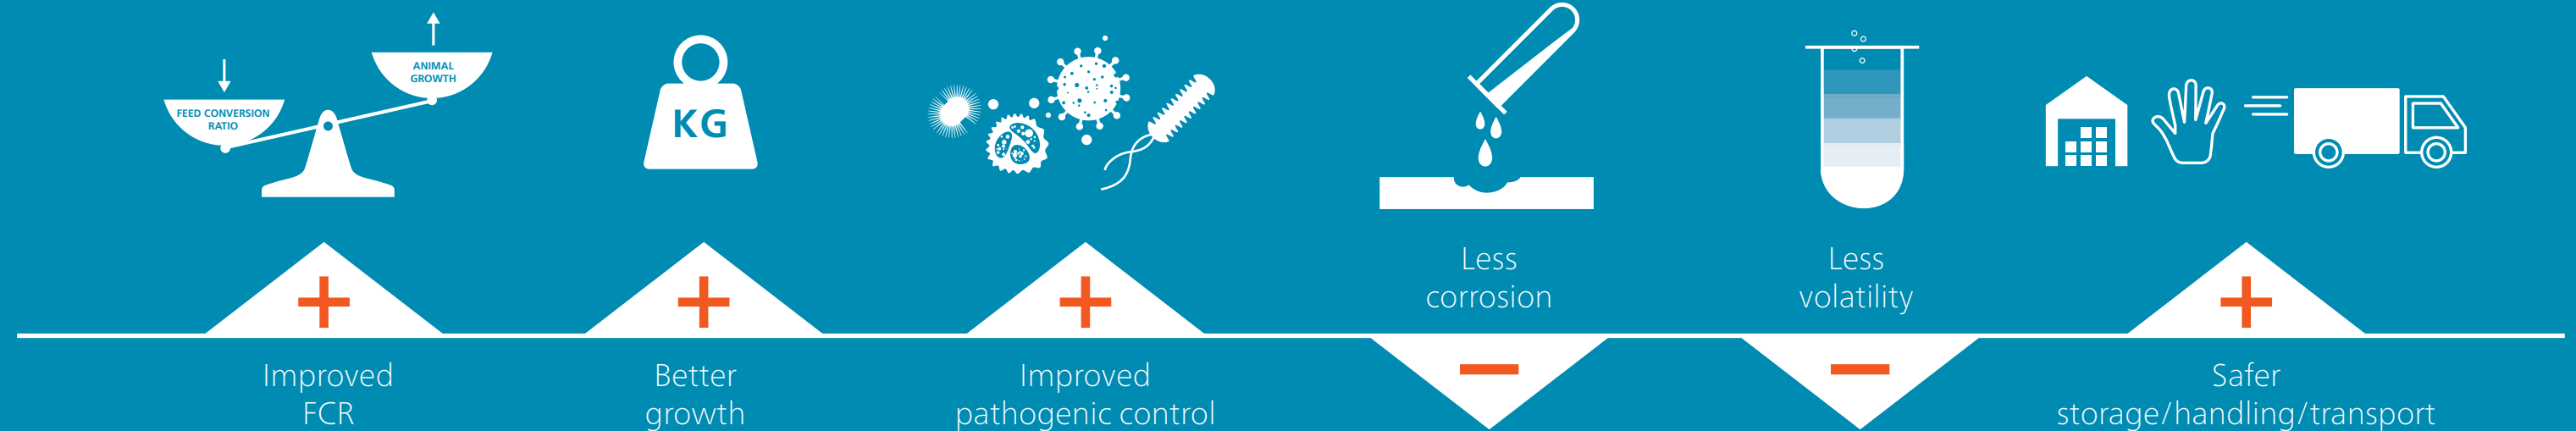 FEED CONVERSION
RATIO
ANIMAL
GROWTH
KG
+
Improved
FCR
+
Better
growth
+
Improved
pathogenic control
Less
corrosion
−
Less
volatility
−
+
Safer
storage/handling/transport